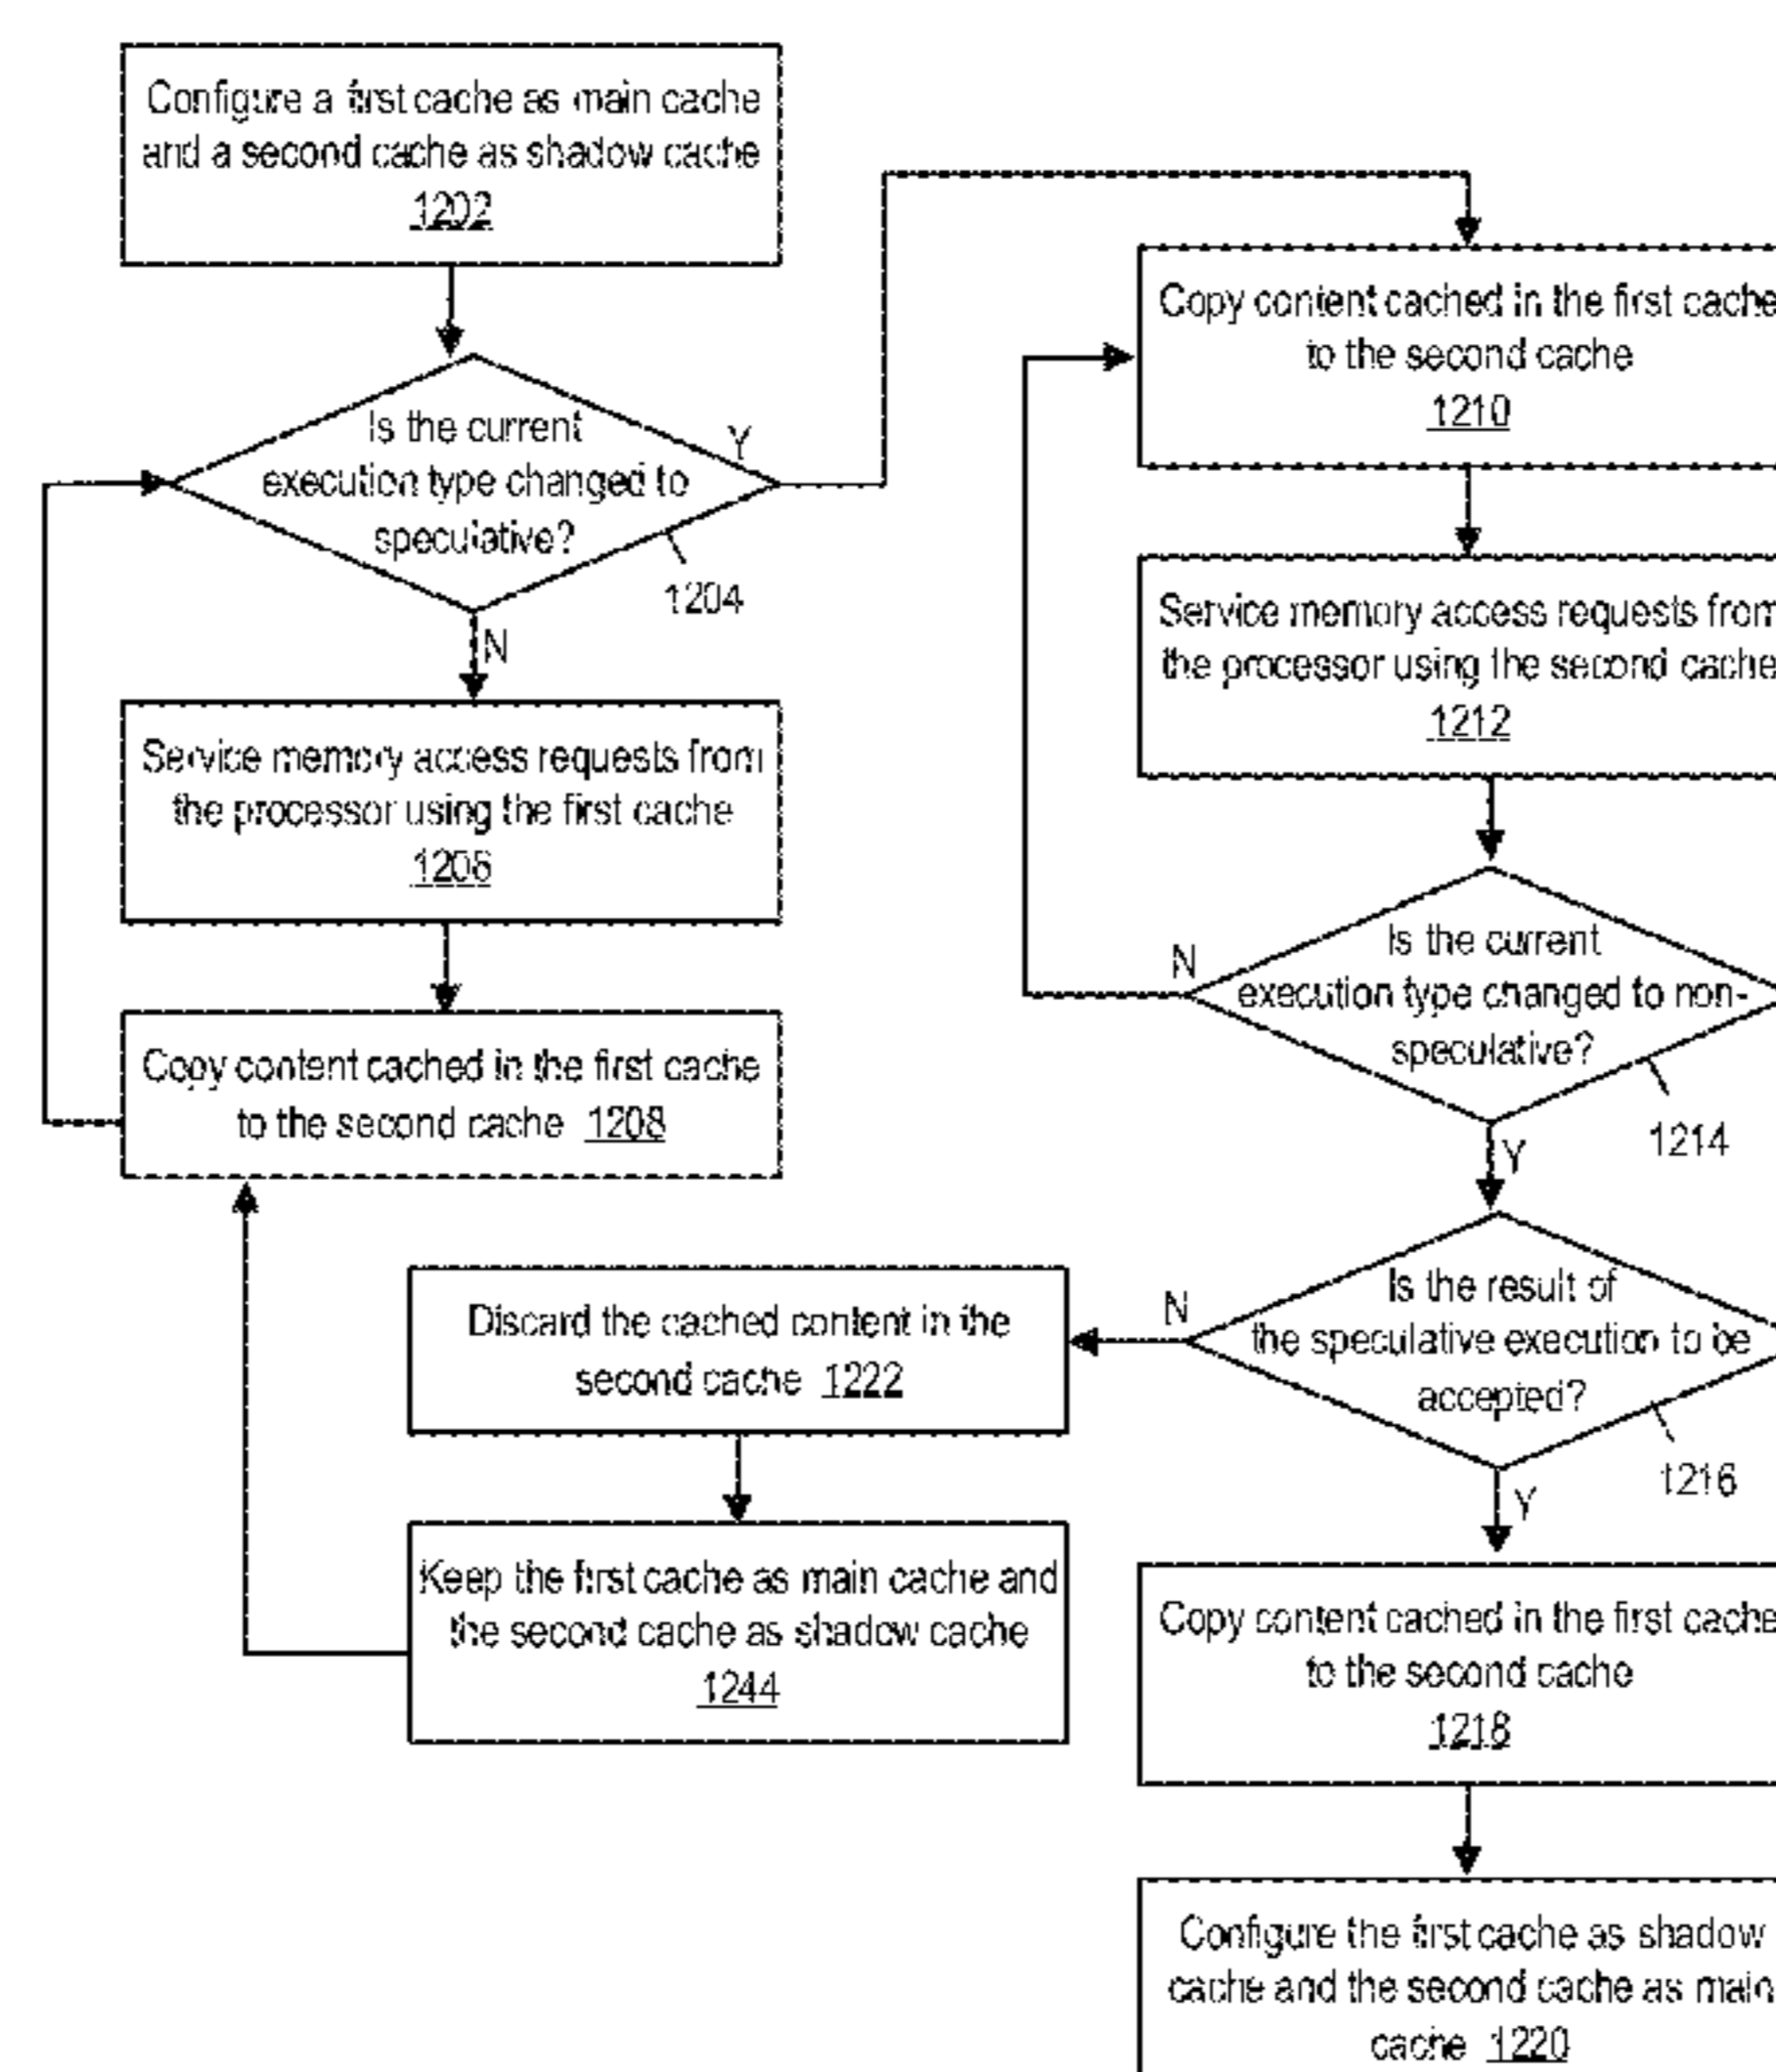 Configure a first cache as main cache
and a second cache as shadow cache
1202
Is the current
execution type changed to
speculative?
Y
1204
N
Service memory access requests from
the processor using the first cache
1206
Copy content cached in the first cache
to the second cache 1208
Copy content cached in the first cache
to the second cache
1210
Service memory access requests from
the processor using the second cache
1212
Is the current
execution type changed to non-
speculative?
N
1214
Y
Is the result of
the speculative execution to be
accepted?
N
1216
Y
Discard the cached content in the
second cache 1222
Keep the first cache as main cache and
the second cache as shadow cache
1244
Copy content cached in the first cache
to the second cache
1218
Configure the first cache as shadow
cache and the second cache as main
cache 1220